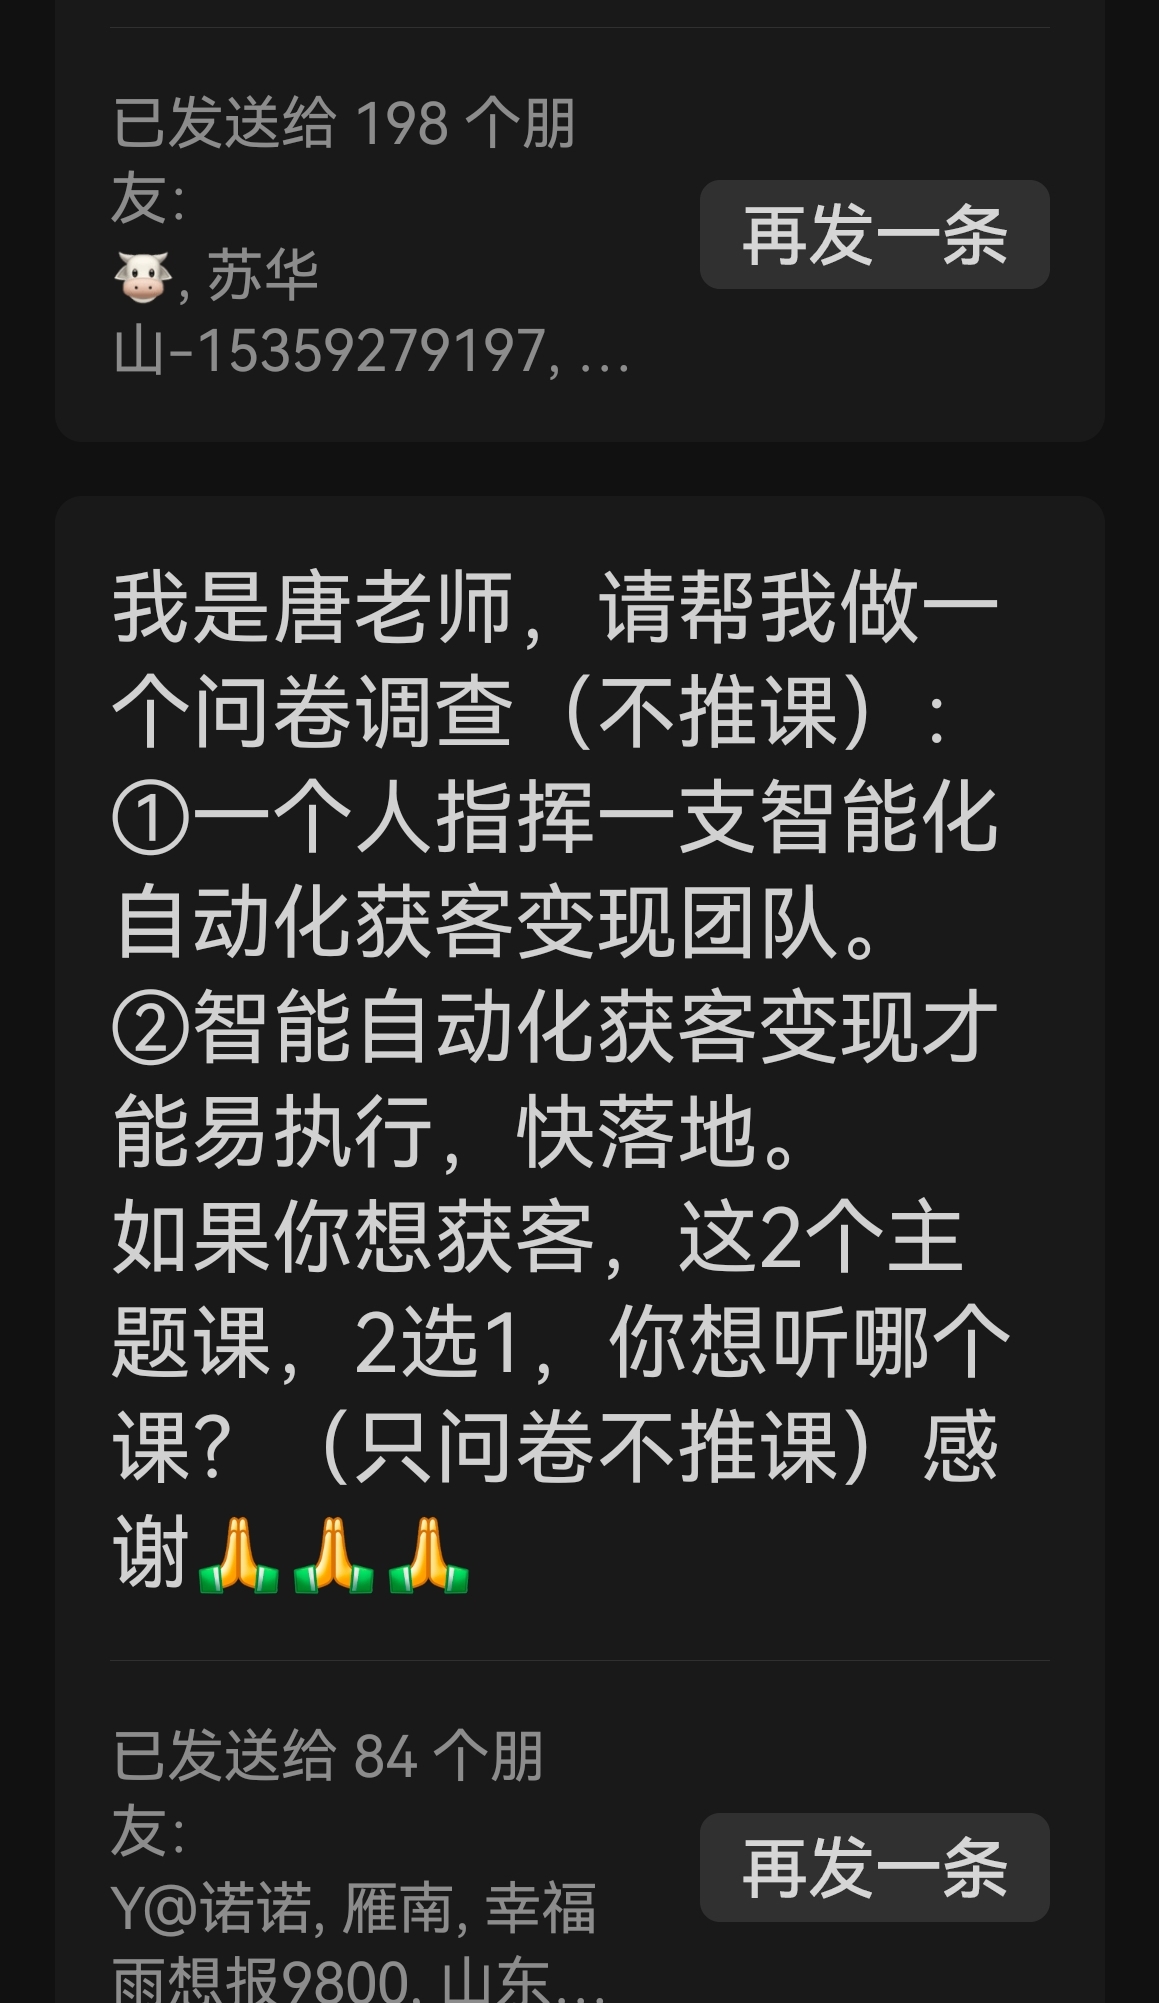 已发送给 198 个朋
友：
🐮, 苏华
山-15359279197, …
再发一条
我是唐老师，请帮我做一
个问卷调查（不推课）：
①一个人指挥一支智能化
自动化获客变现团队。
②智能自动化获客变现才
能易执行，快落地。
如果你想获客，这2个主
题课，2选1，你想听哪个
课？（只问卷不推课）感
谢🙏🙏🙏
已发送给 84 个朋
友：
Y@诺诺, 雁南, 幸福
雨想报9800, 山东…
再发一条